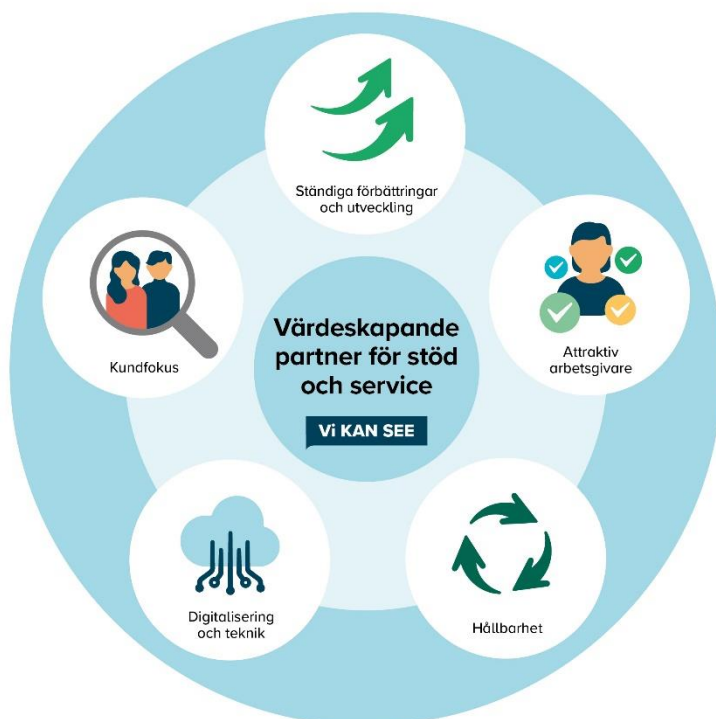 Ständiga förbättringar
och utveckling
Kundfokus
Värdeskapande
partner för stöd
och service
Vi KAN SEE
Attraktiv
arbetsgivare
Digitalisering
och teknik
Hållbarhet